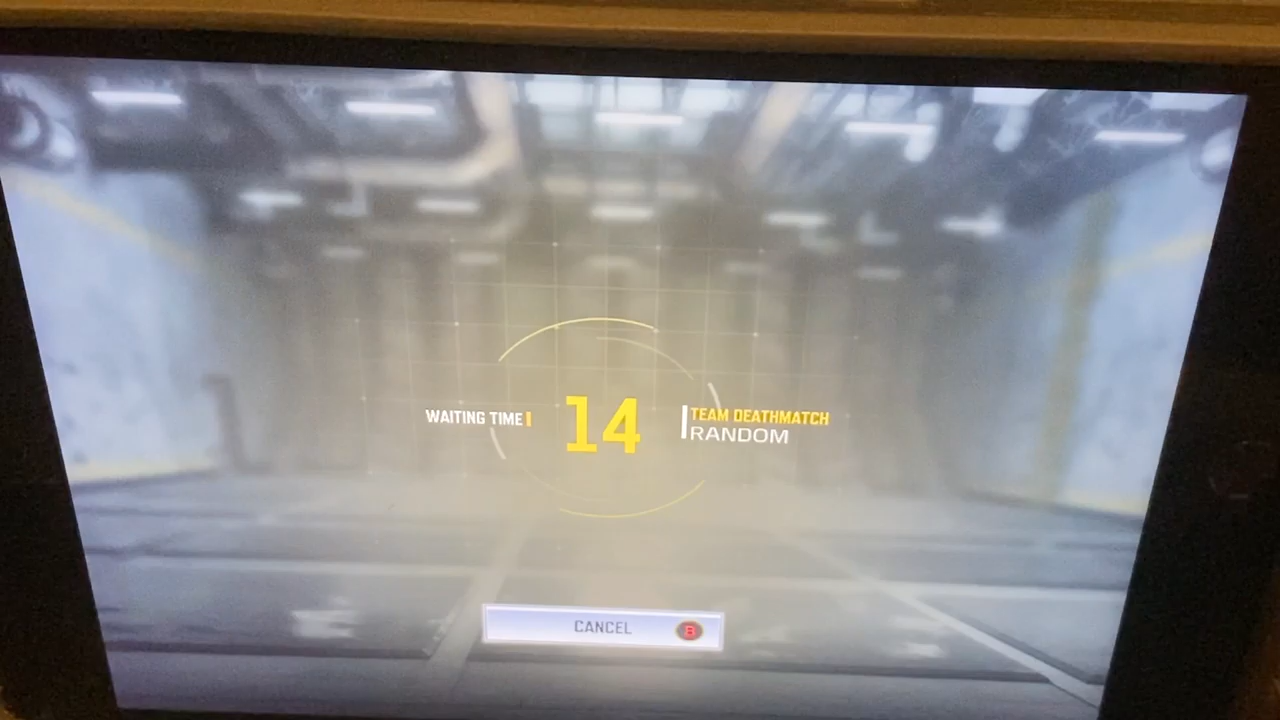 WAITING TIME
14
TEAM DEATHMATCH
RANDOM
CANCEL
B